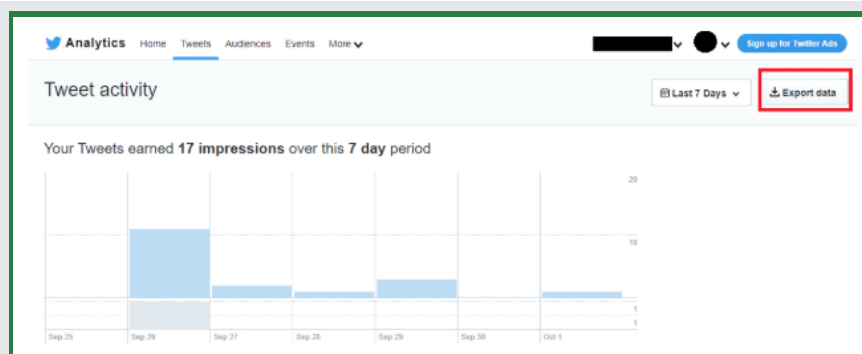 Analytics Home Tweets Audiences Events More Sign up for Twitter Ads
Tweet activity Last 7 Days Export data
Your Tweets earned 17 impressions over this 7 day period
20
10
1
1
Sep 25 Sep 26 Sep 27 Sep 28 Sep 29 Sep 30 Oct 1